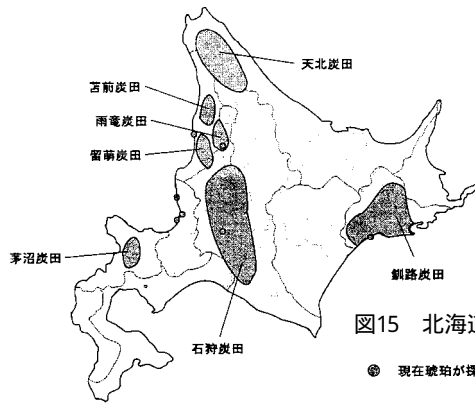 天北炭田
苫前炭田
雨竜炭田
留萌炭田
茅沼炭田
釧路炭田
石狩炭田
図15 北海道
現在琥珀が採